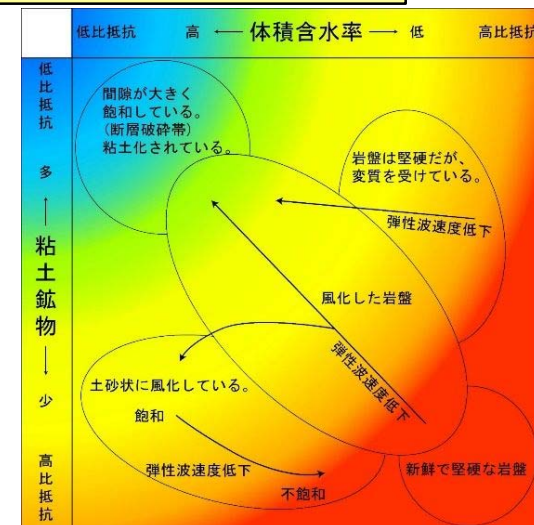 低比抵抗 高 ← 体積含水率 → 低 高比抵抗
低比抵抗
多
↑
粘土鉱物
↓
少
高比抵抗
間隙が大きく
飽和している。
(断層破砕帯)
粘土化されている。
岩盤は堅硬だが、
変質を受けている。
弾性波速度低下
風化した岩盤
弾性波速度低下
土砂状に風化している。
飽和
弾性波速度低下
不飽和
新鮮で堅硬な岩盤